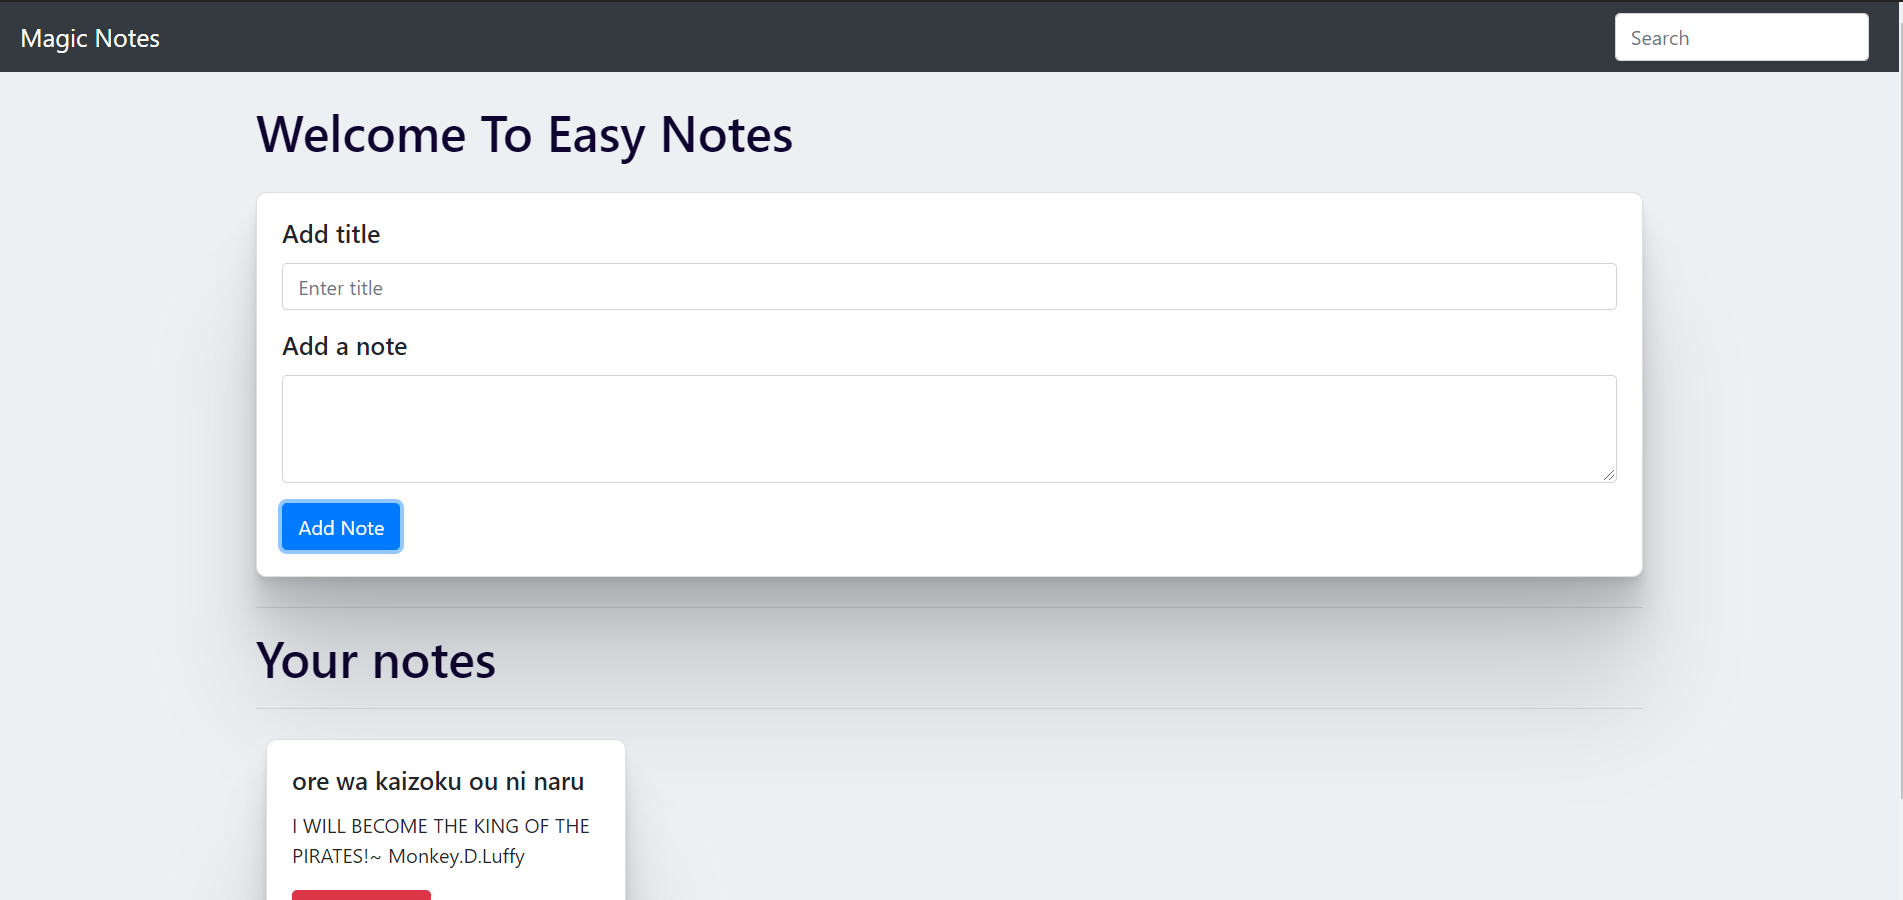 Magic Notes
Search
Welcome To Easy Notes
Add title
Enter title
Add a note
Add Note
Your notes
ore wa kaizoku ou ni naru
I WILL BECOME THE KING OF THE
PIRATES!~ Monkey.D.Luffy